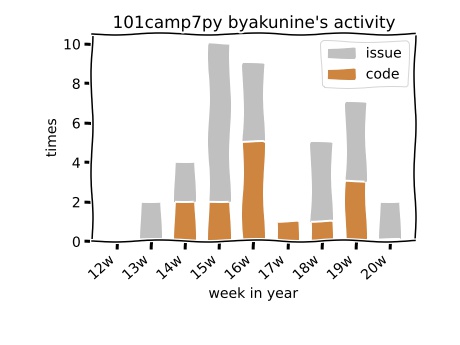 101camp7py byakunine's activity
issue
code
times
10
8
6
4
2
0
12w 13w 14w 15w 16w 17w 18w 19w 20w
week in year